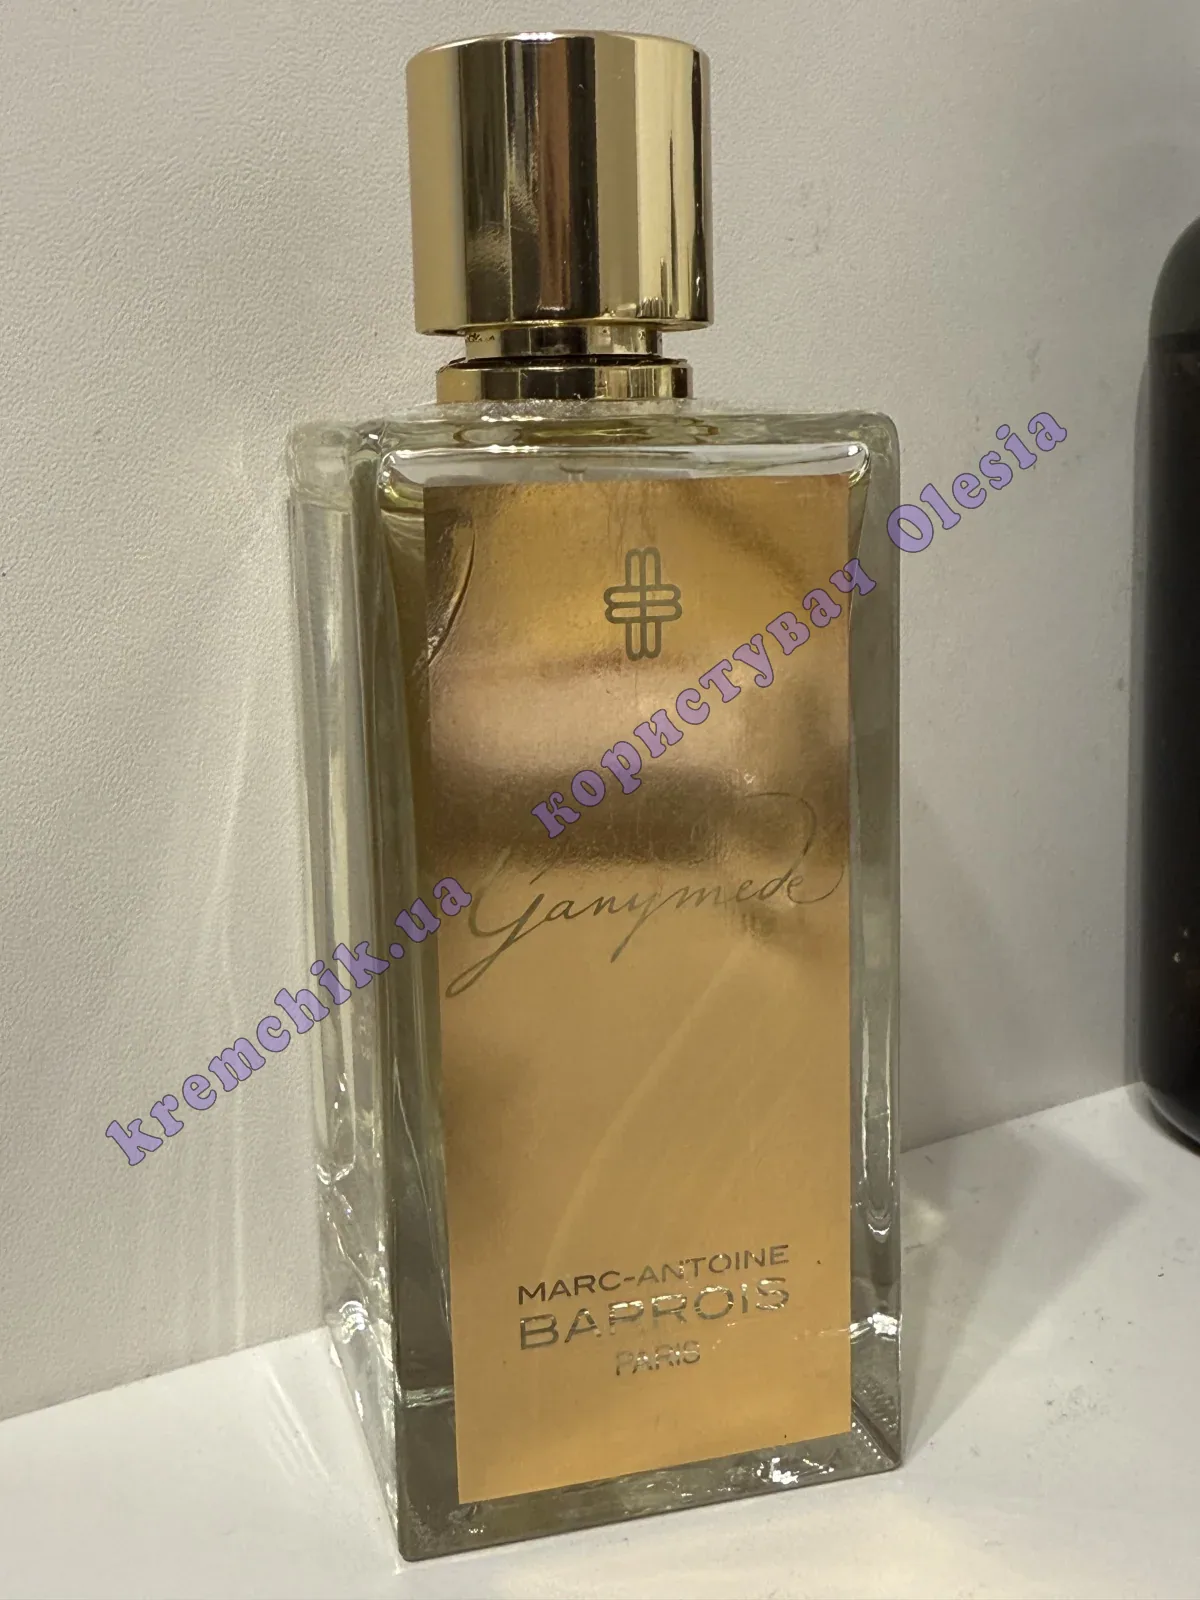 Ganymede
MARC-ANTOINE
BARROIS
PARIS
kremchik.ua користувач Olesia